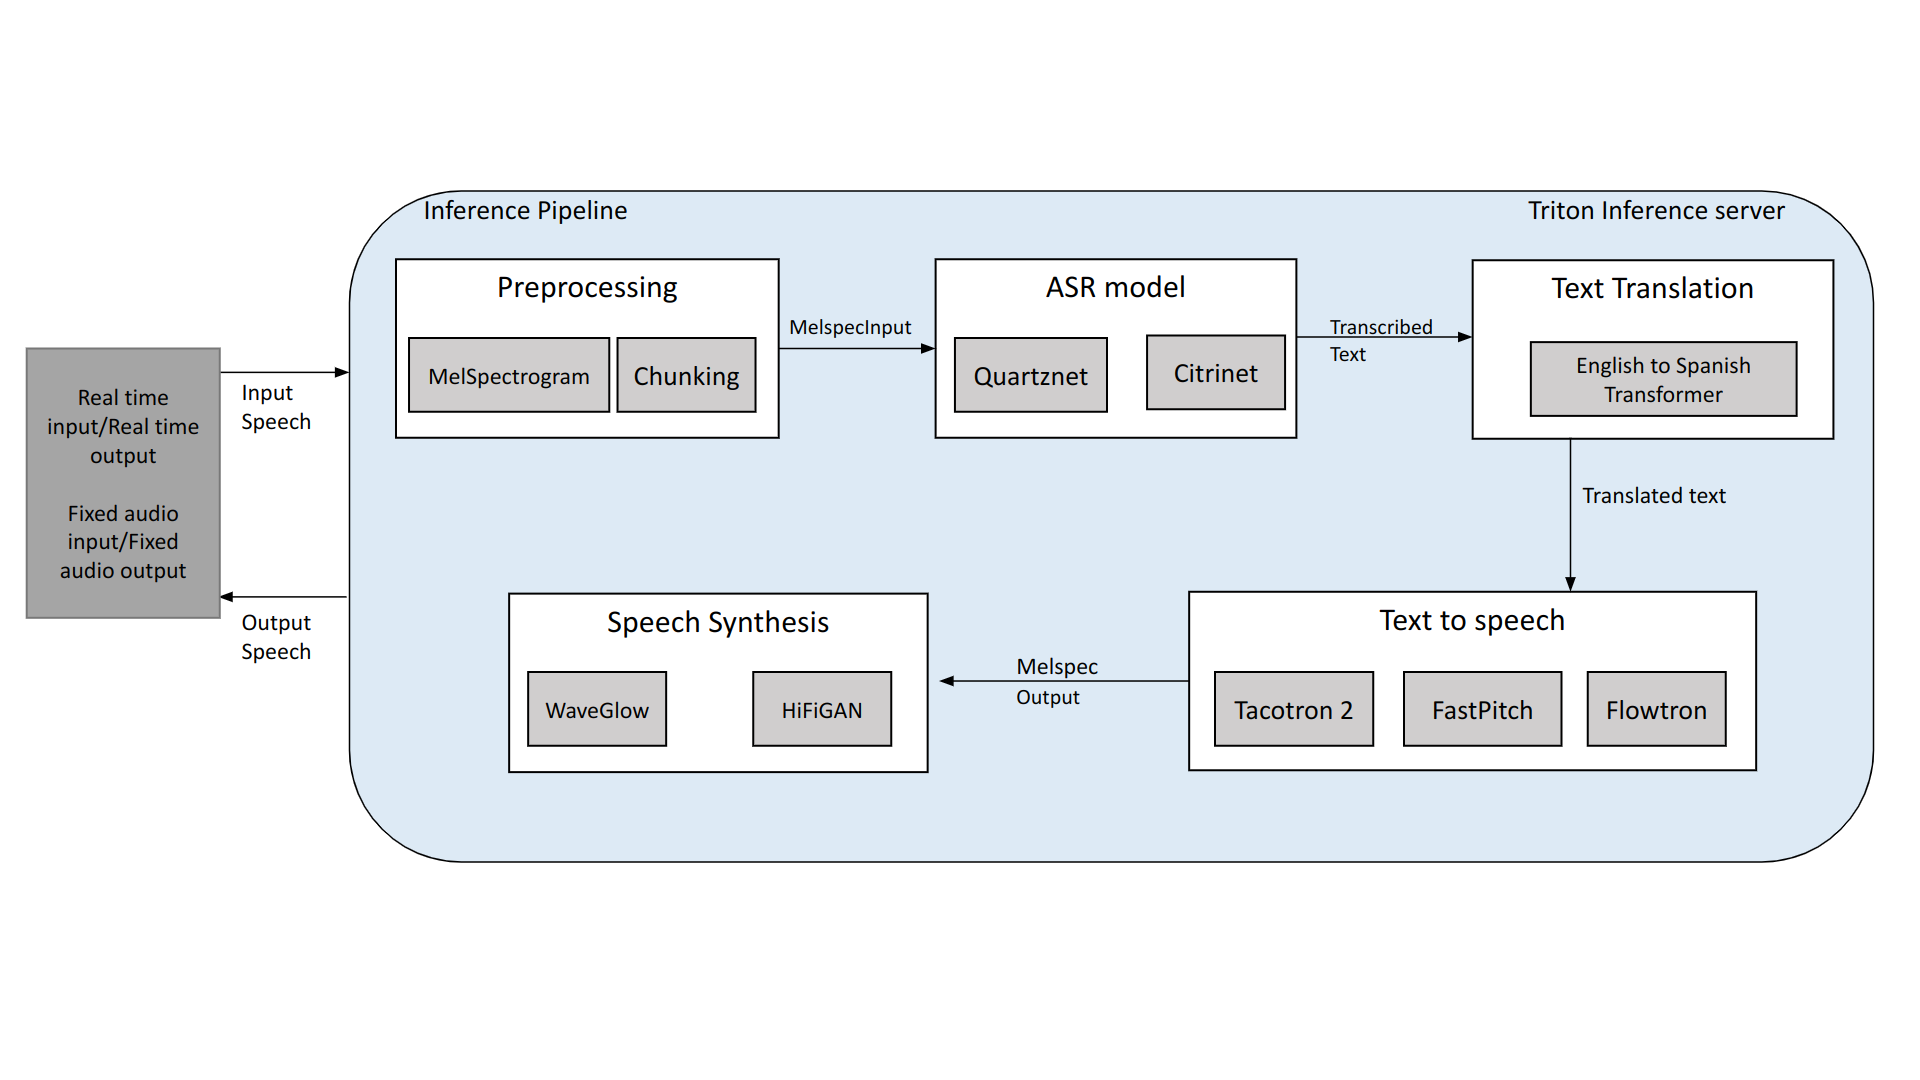 Inference Pipeline
Triton Inference server
Preprocessing
MelSpectrogram
Chunking
MelspecInput
ASR model
Quartznet
Citrinet
Transcribed
Text
Text Translation
English to Spanish
Transformer
Real time
input/Real time
output
Fixed audio
input/Fixed
audio output
Input
Speech
Output
Speech
Translated text
Text to speech
Tacotron 2
FastPitch
Flowtron
Melspec
Output
Speech Synthesis
WaveGlow
HiFiGAN